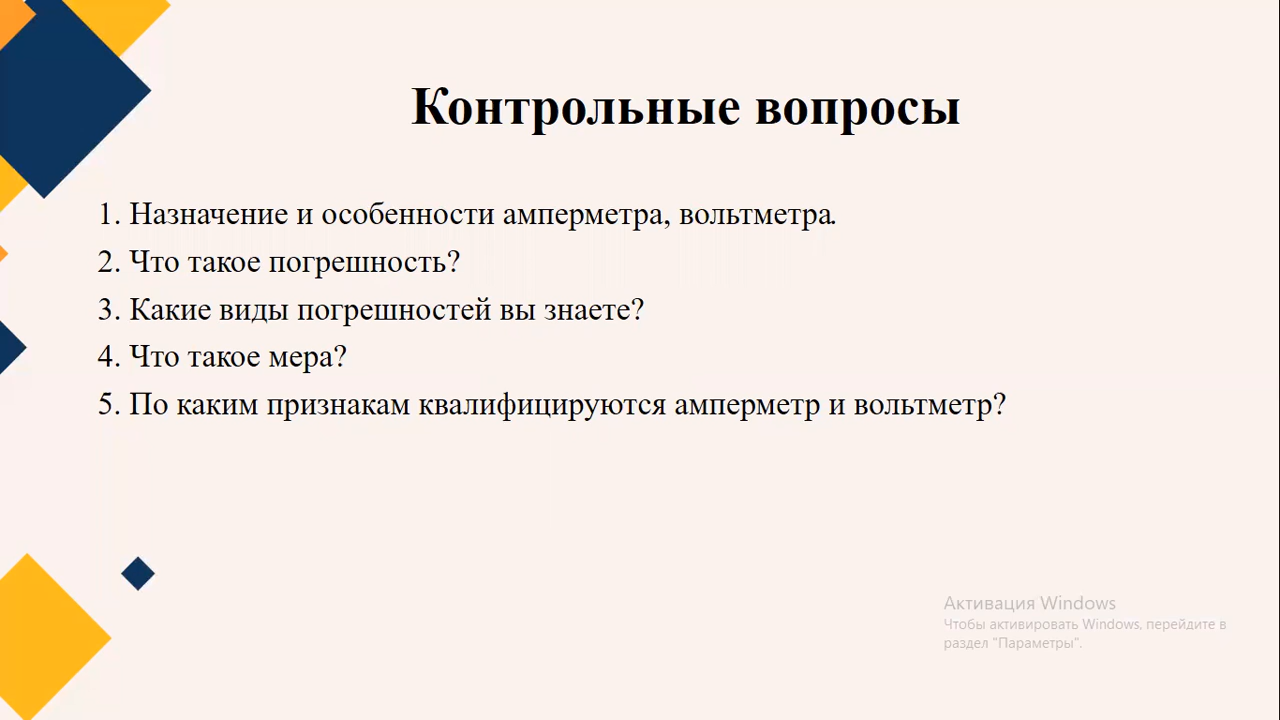 Контрольные вопросы
1. Назначение и особенности амперметра, вольтметра.
2. Что такое погрешность?
3. Какие виды погрешностей вы знаете?
4. Что такое мера?
5. По каким признакам квалифицируются амперметр и вольтметр?
Активация Windows
Чтобы активировать Windows, перейдите в
раздел "Параметры".